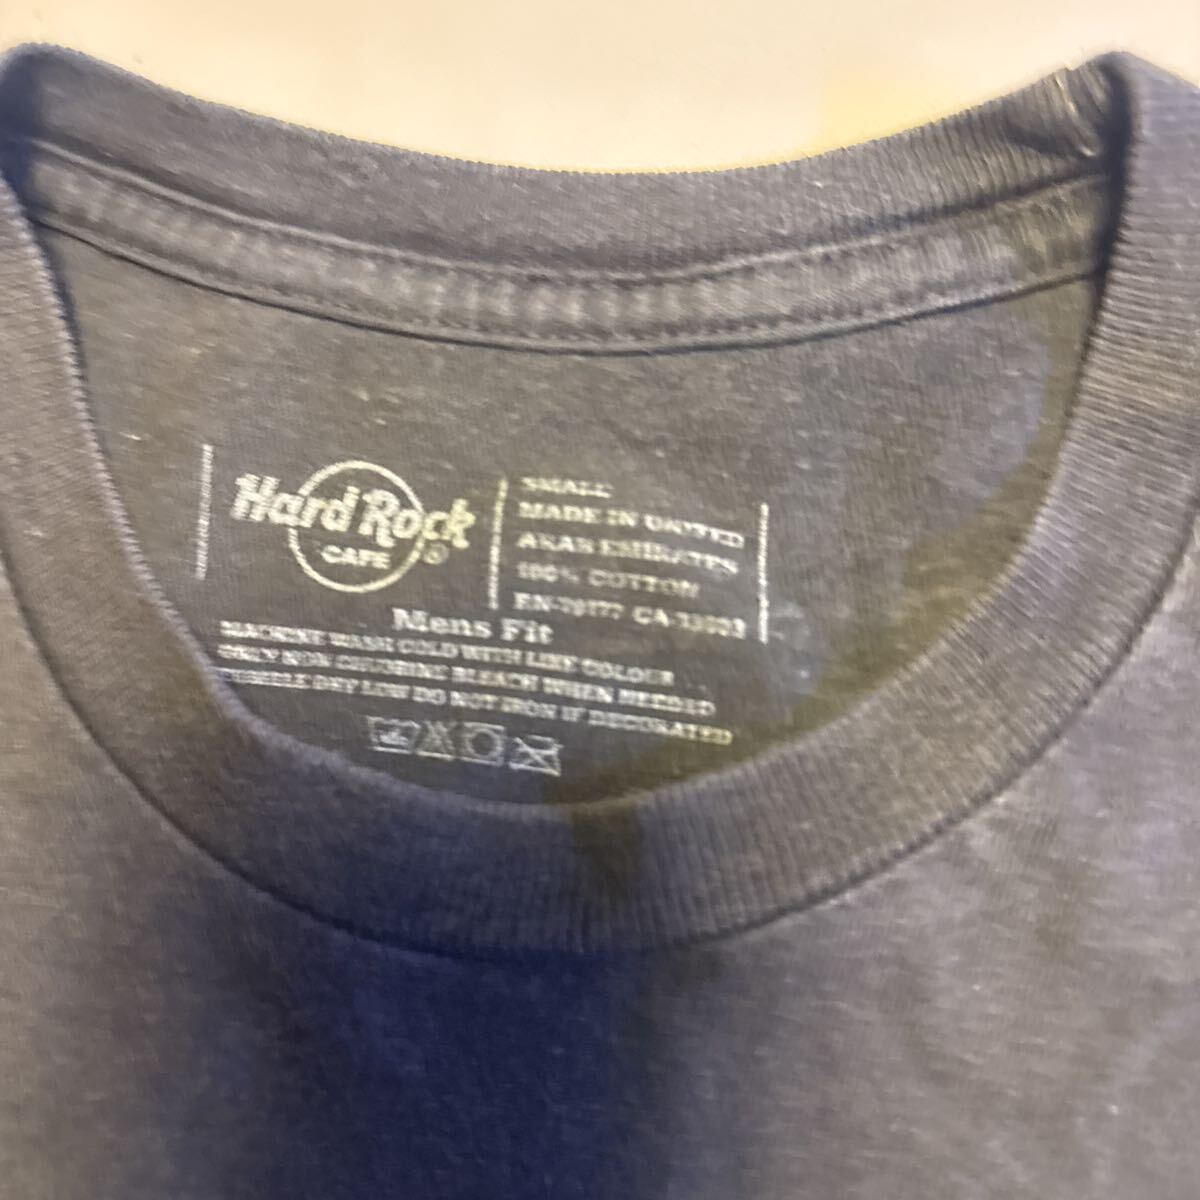 Hard Rock
CAFE
®
SMALL
MADE IN UNITED
ARAB EMIRATES
100% COTTON
Mens Fit
MACHINE WASH COLD WITH LIKE COLOUR
ONLY NON CHLORINE BLEACH WHEN NEEDED
TUMBLE DRY LOW DO NOT IRON IF DECORATED